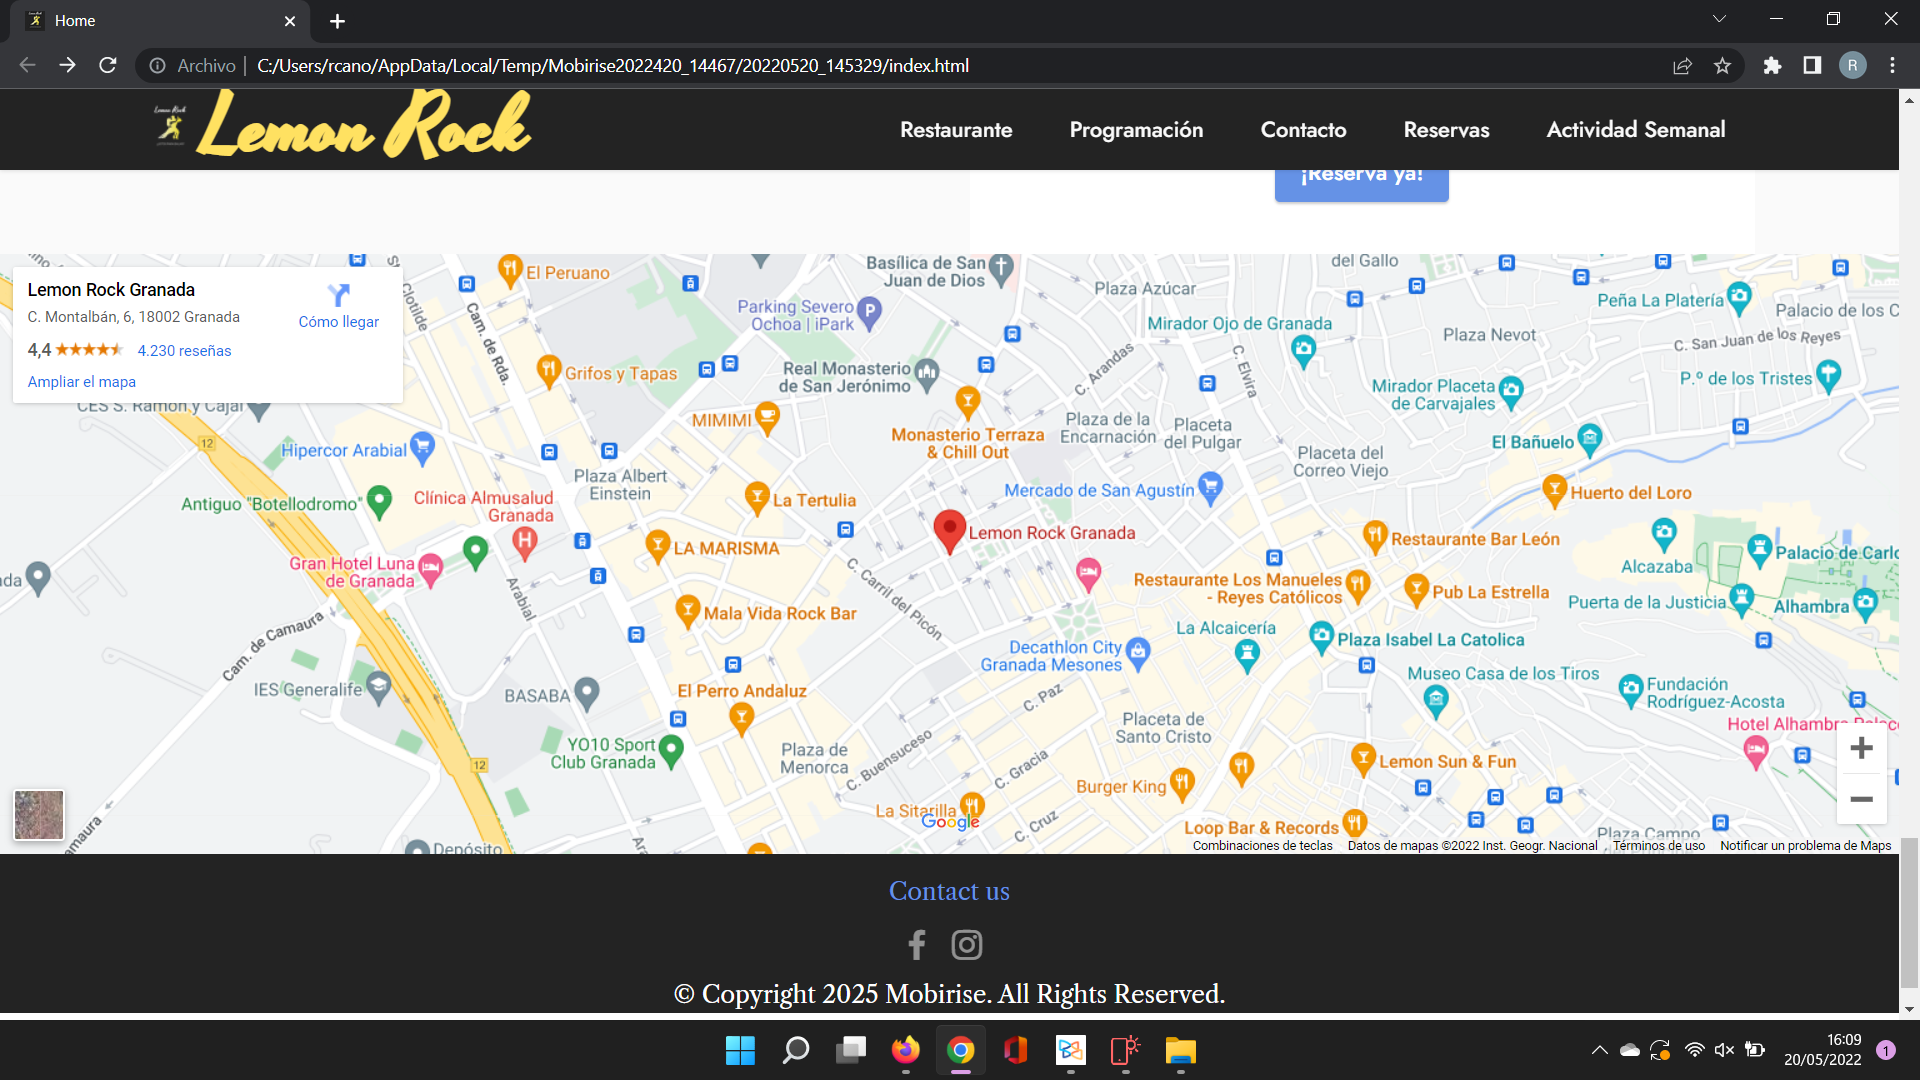 Home
Archivo
C:/Users/rcano/AppData/Local/Temp/Mobirise2022420_14467/20220520_145329/index.html
R
Lemon Rock
Lemon Rock
Restaurante
Programación
Contacto
Reservas
Actividad Semanal
¡Reserva ya!
Lemon Rock Granada
C. Montalbán, 6, 18002 Granada
Cómo llegar
4,4
4.230 reseñas
Ampliar el mapa
El Peruano
Basílica de San
Juan de Dios
del Gallo
Plaza Azúcar
Peña La Platería
Palacio de los C
Parking Severo
Ochoa | iPark
Clotilde
Cam. de Rda.
Mirador Ojo de Granada
Plaza Nevot
C. San Juan de los Reyes
Grifos y Tapas
Real Monasterio
de San Jerónimo
C. Arandas
C. Elvira
Mirador Placeta
de Carvajales
P.º de los Tristes
CES S. Ramón y Cajal
MIMIMI
Monasterio Terraza
& Chill Out
Plaza de la
Encarnación
Placeta
del Pulgar
Placeta del
Correo Viejo
El Bañuelo
12
Hipercor Arabial
Plaza Albert
Einstein
Mercado de San Agustín
Huerto del Loro
Antiguo "Botellodromo"
Clínica Almusalud
Granada
La Tertulia
Lemon Rock Granada
Restaurante Bar León
LA MARISMA
Palacio de Carlo
Alcazaba
Gran Hotel Luna
de Granada
ada
Arabial
C. Carril del Picón
Restaurante Los Manueles
- Reyes Católicos
Pub La Estrella
Puerta de la Justicia
Alhambra
Mala Vida Rock Bar
La Alcaicería
Plaza Isabel La Catolica
Cam. de Camaura
Decathlon City
Granada Mesones
Museo Casa de los Tiros
IES Generalife
BASABA
El Perro Andaluz
C. Paz
Fundación
Rodríguez-Acosta
Placeta de
Santo Cristo
Hotel Alhambra Palace
YO10 Sport
Club Granada
Plaza de
Menorca
C. Buensuceso
C. Gracia
12
Lemon Sun & Fun
Burger King
La Sitarilla
Google
C. Cruz
Loop Bar & Records
Plaza Campo
Depósito
Combinaciones de teclas
Datos de mapas ©2022 Inst. Geogr. Nacional
Términos de uso
Notificar un problema de Maps
Contact us
© Copyright 2025 Mobirise. All Rights Reserved.
16:09
20/05/2022
1